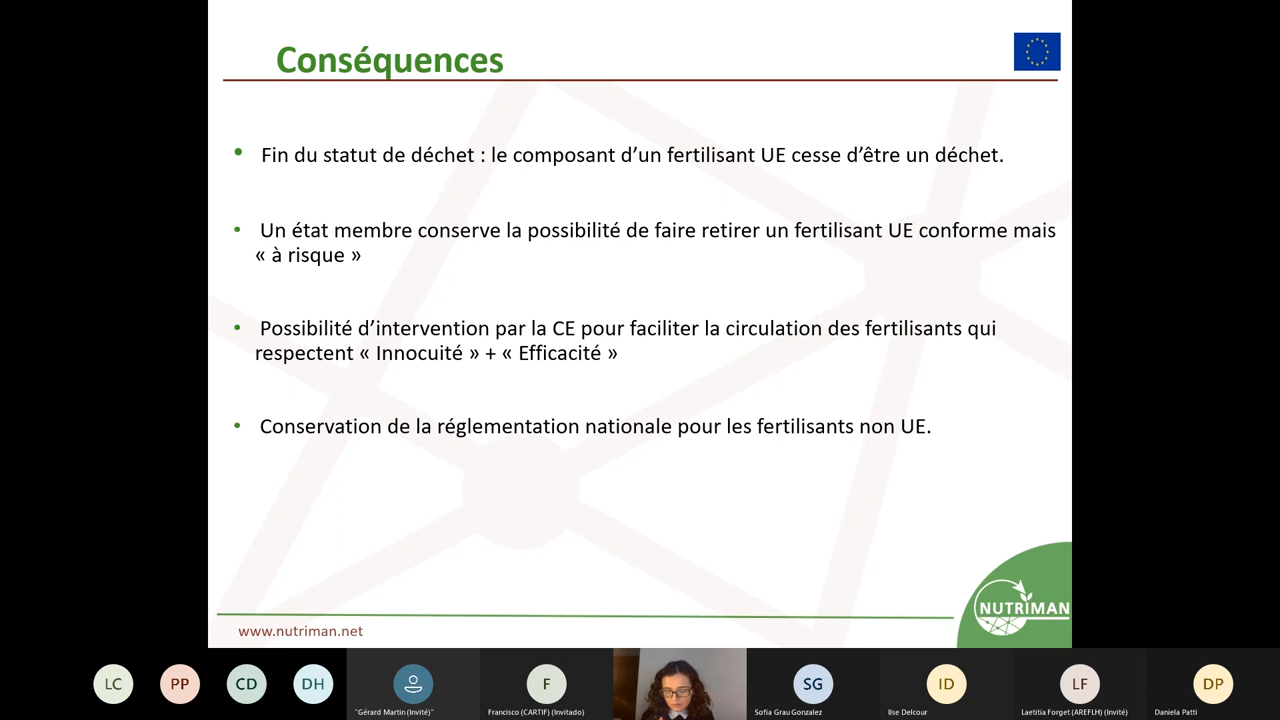 Conséquences
• Fin du statut de déchet : le composant d’un fertilisant UE cesse d’être un déchet.
• Un état membre conserve la possibilité de faire retirer un fertilisant UE conforme mais
« à risque »
• Possibilité d’intervention par la CE pour faciliter la circulation des fertilisants qui
respectent « Innocuité » + « Efficacité »
• Conservation de la réglementation nationale pour les fertilisants non UE.
NUTRIMAN
www.nutriman.net
LC
PP
CD
DH
F
SG
ID
LF
DP
"Gérard Martin (Invité)"
Francisco (CARTIF) (Invitado)
Sofia Grau Gonzalez
Ilse Delcour
Laetitia Forget (AREFLH) (Invité)
Daniela Patti